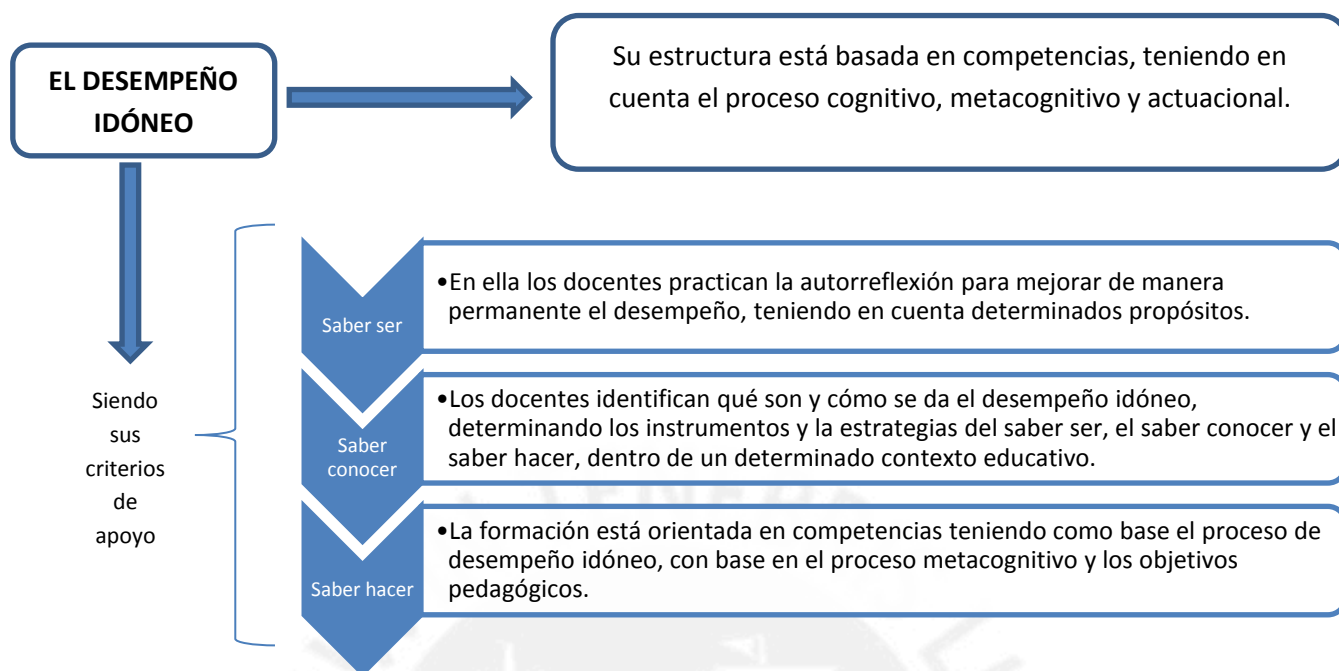 EL DESEMPEÑO
IDÓNEO
Su estructura está basada en competencias, teniendo en
cuenta el proceso cognitivo, metacognitivo y actuacional.
Siendo
sus
criterios
de
apoyo
Saber ser
•En ella los docentes practican la autorreflexión para mejorar de manera
permanente el desempeño, teniendo en cuenta determinados propósitos.
Saber
conocer
•Los docentes identifican qué son y cómo se da el desempeño idóneo,
determinando los instrumentos y la estrategias del saber ser, el saber conocer y el
saber hacer, dentro de un determinado contexto educativo.
Saber hacer
•La formación está orientada en competencias teniendo como base el proceso de
desempeño idóneo, con base en el proceso metacognitivo y los objetivos
pedagógicos.